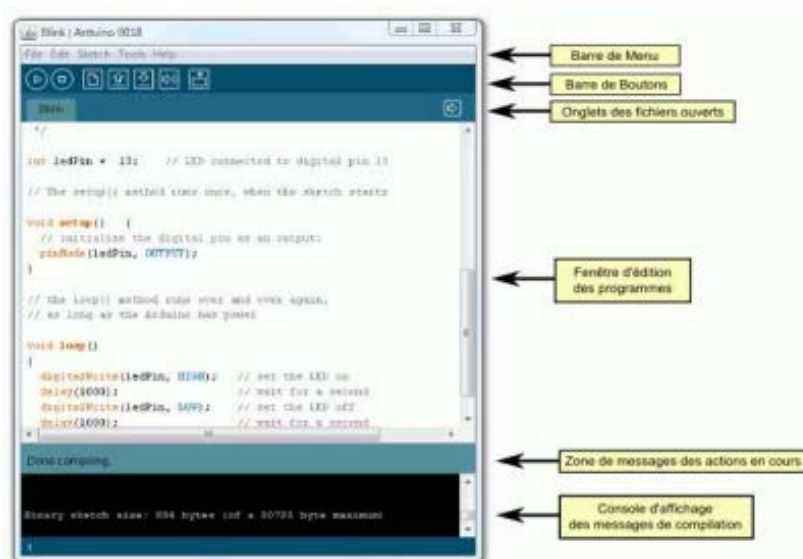 Blink | Arduino 0018
File Edit Sketch Tools Help
Barre de Menu
Barre de Boutons
Blink
Onglets des fichiers ouverts
*/
int ledPin = 13; // LED connected to digital pin 13
// The setup() method runs once, when the sketch starts
void setup() {
// initialize the digital pin as an output:
pinMode(ledPin, OUTPUT);
}
// the loop() method runs over and over again,
// as long as the Arduino has power
Fenêtre d'édition
des programmes
void loop()
{
digitalWrite(ledPin, HIGH); // set the LED on
delay(1000); // wait for a second
digitalWrite(ledPin, LOW); // set the LED off
delay(1000); // wait for a second
Done compiling.
Zone de messages des actions en cours
Binary sketch size: 896 bytes (of a 30720 byte maximum)
Console d'affichage
des messages de compilation